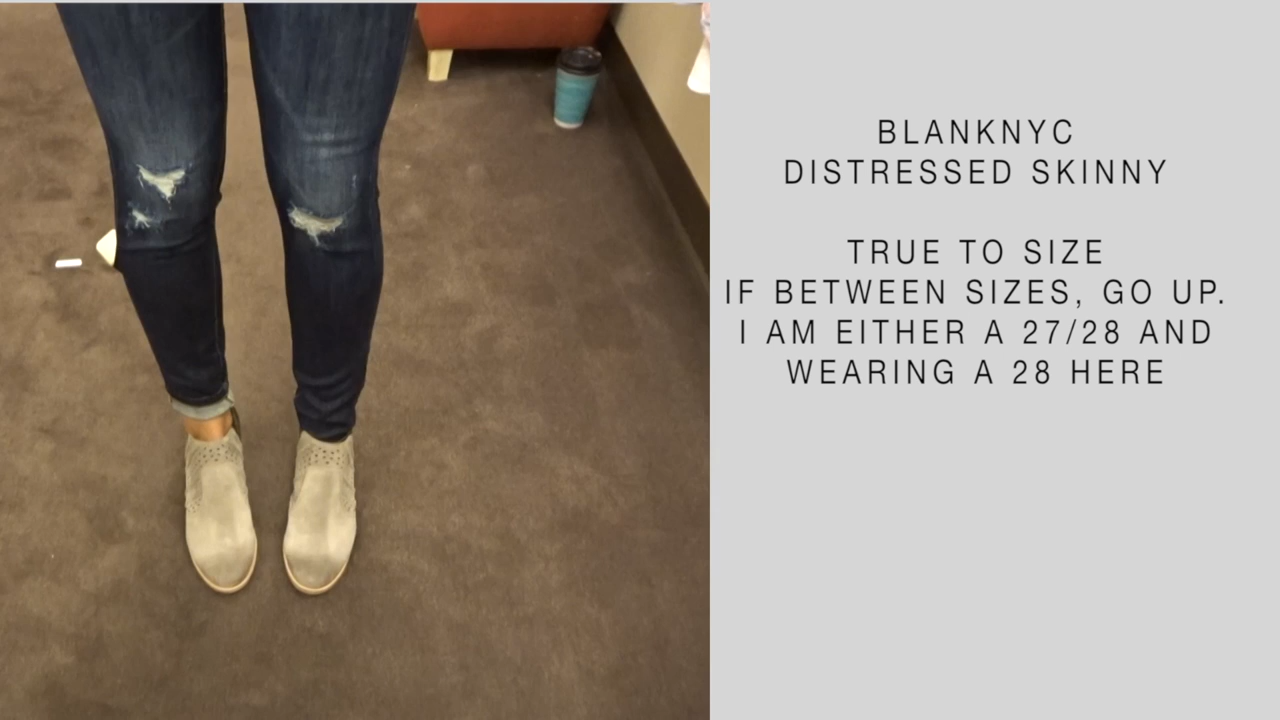 BLANKNYC
DISTRESSED SKINNY
TRUE TO SIZE
IF BETWEEN SIZES, GO UP.
I AM EITHER A 27/28 AND
WEARING A 28 HERE